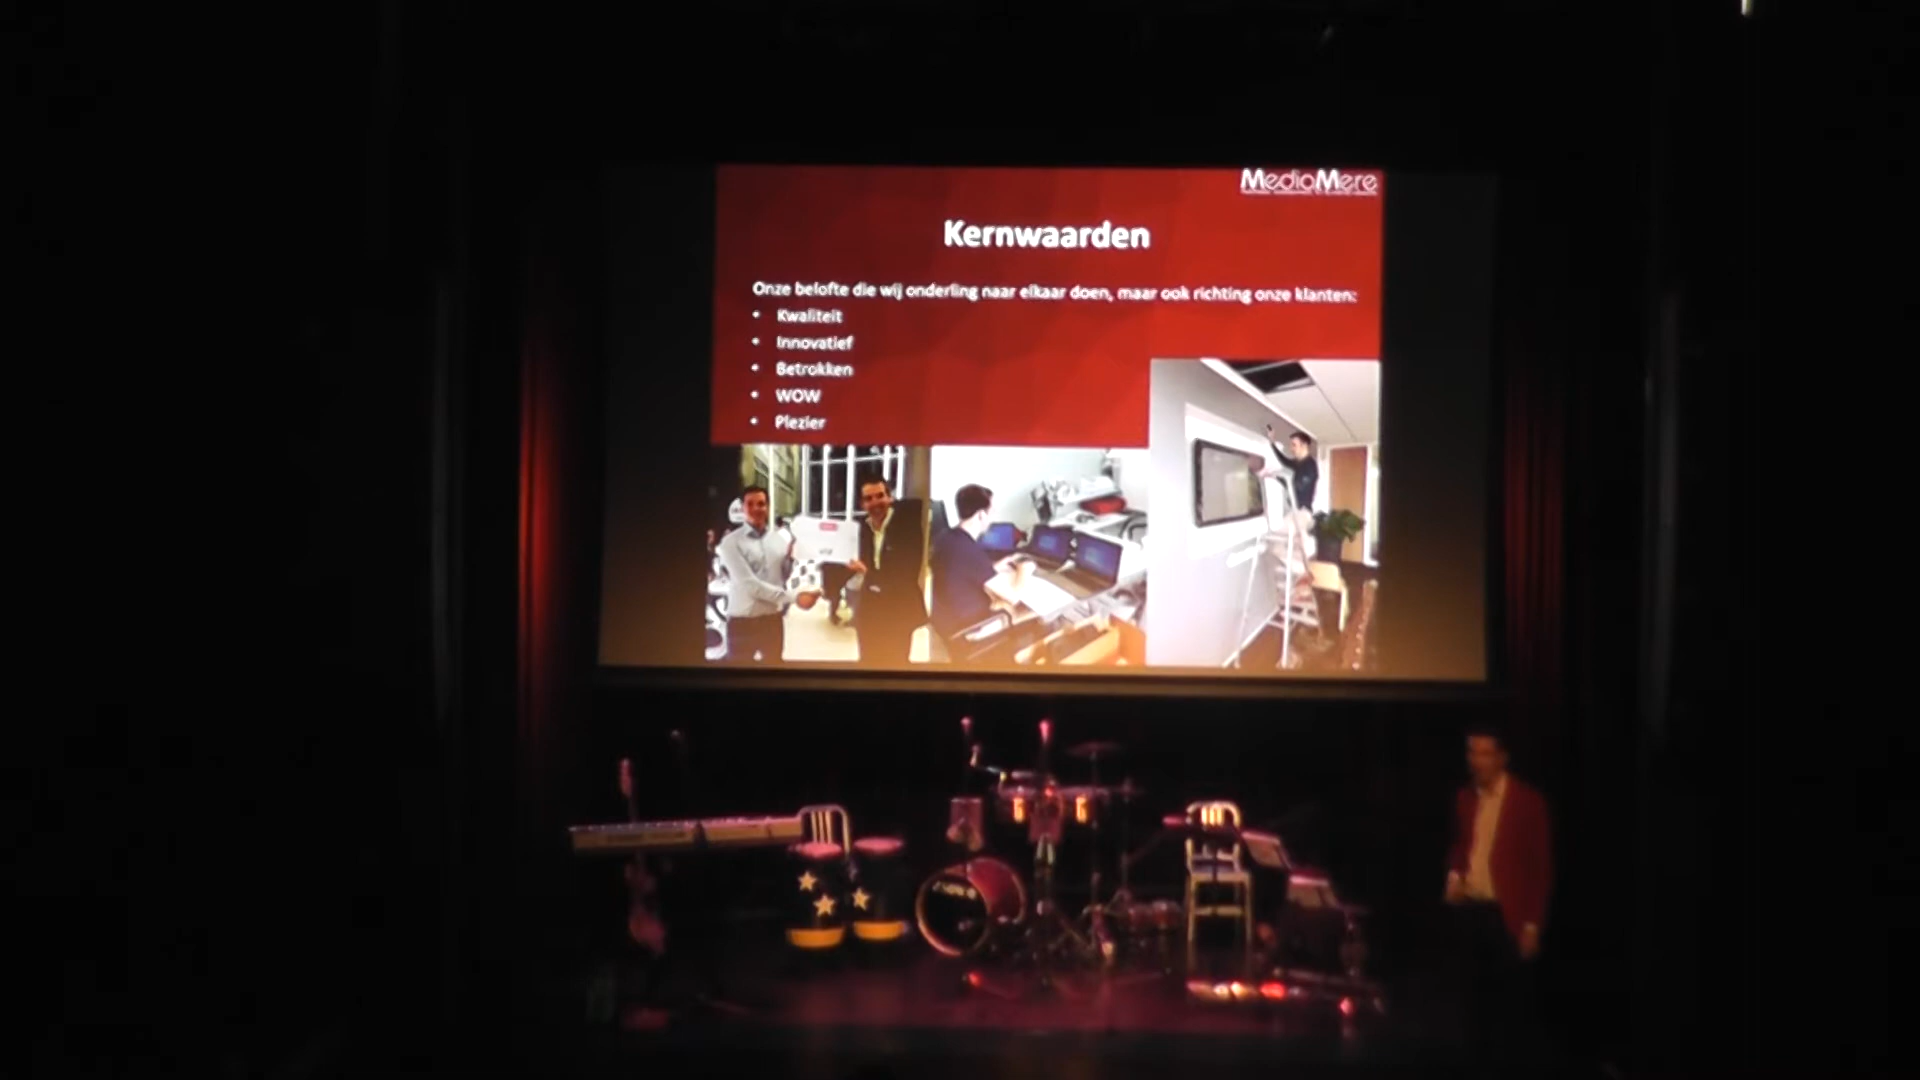 MedioMere
Kernwaarden
Onze belofte die wij onderling naar elkaar doen, maar ook richting onze klanten:
• Kwaliteit
• Innovatief
• Betrokken
• WOW
• Plezier